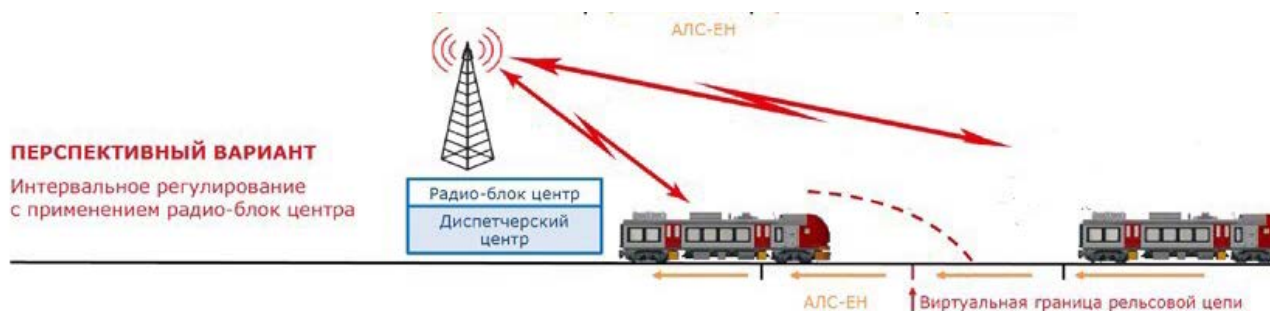 АЛС-ЕН
ПЕРСПЕКТИВНЫЙ ВАРИАНТ
Интервальное регулирование
с применением радио-блок центра
Радио-блок центр
Диспетчерский
центр
АЛС-ЕН
Виртуальная граница рельсовой цепи